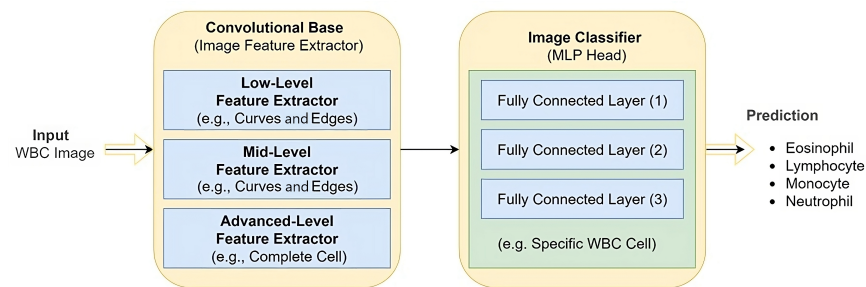 Input
WBC Image
Convolutional Base
(Image Feature Extractor)
Low-Level
Feature Extractor
(e.g., Curves and Edges)
Mid-Level
Feature Extractor
(e.g., Curves and Edges)
Advanced-Level
Feature Extractor
(e.g., Complete Cell)
Image Classifier
(MLP Head)
Fully Connected Layer (1)
Fully Connected Layer (2)
Fully Connected Layer (3)
(e.g. Specific WBC Cell)
Prediction
• Eosinophil
• Lymphocyte
• Monocyte
• Neutrophil